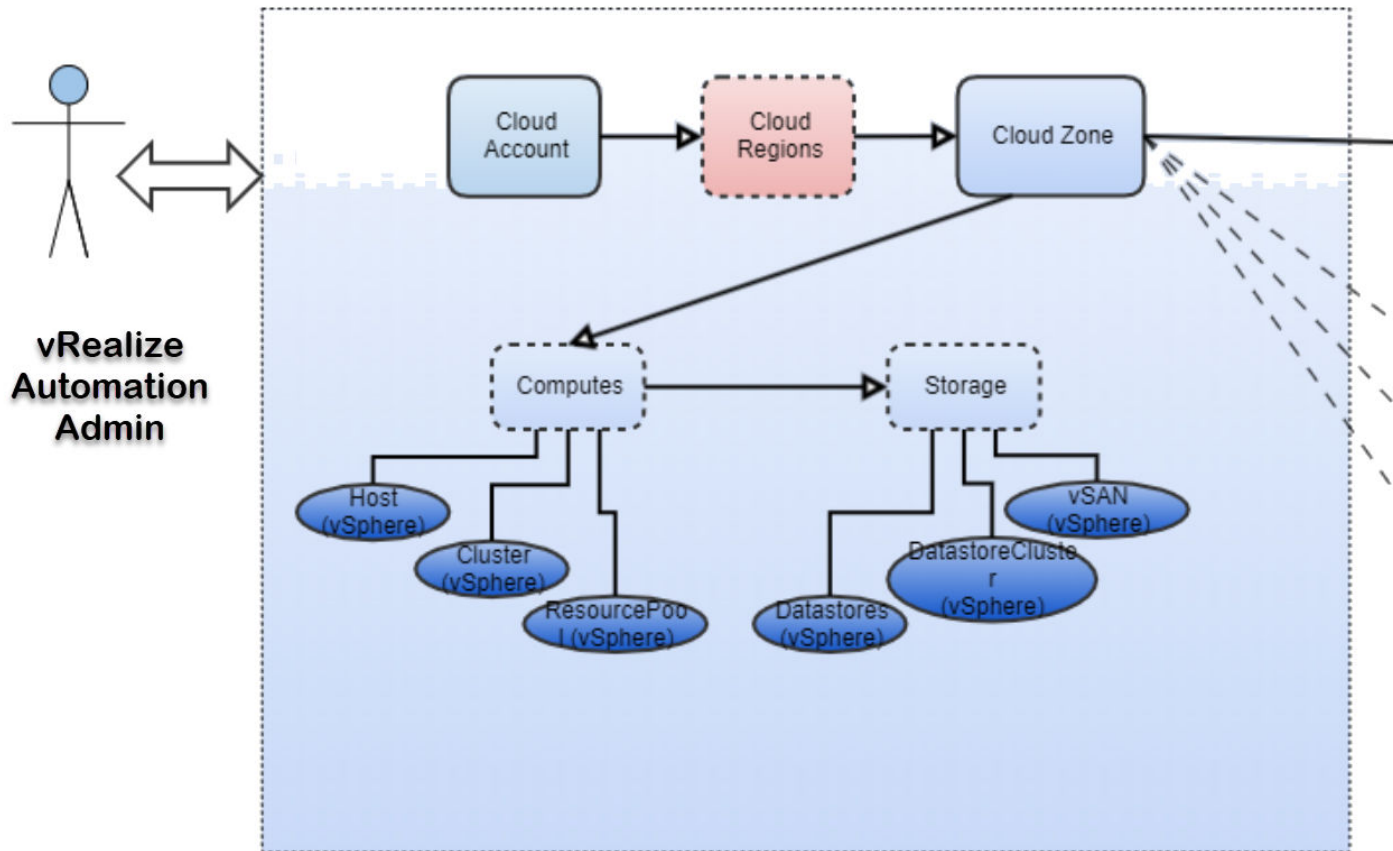 Cloud
Account
Cloud
Regions
Cloud Zone
vRealize
Automation
Admin
Computes
Storage
Host
(vSphere)
Cluster
(vSphere)
ResourcePoo
l (vSphere)
Datastores
(vSphere)
DatastoreCluste
r
(vSphere)
vSAN
(vSphere)